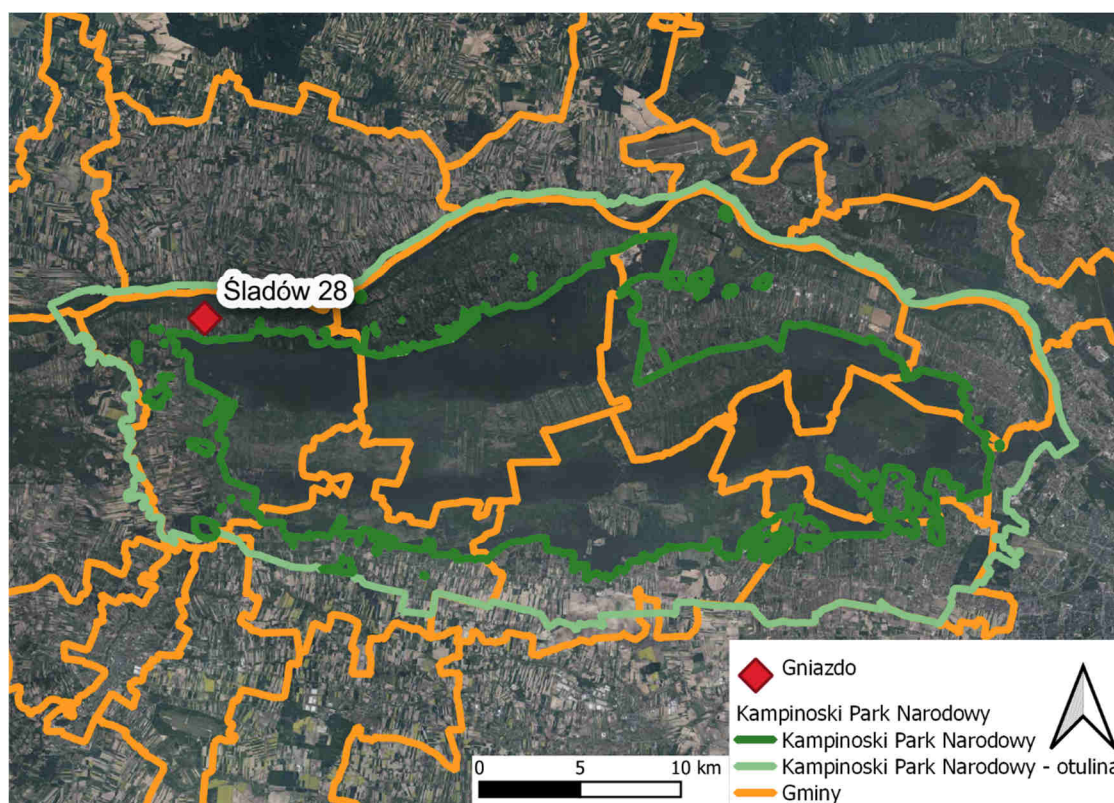 Śladów 28
Gniazdo
Kampinoski Park Narodowy
Kampinoski Park Narodowy
Kampinoski Park Narodowy - otulina
Gminy
0 5 10 km